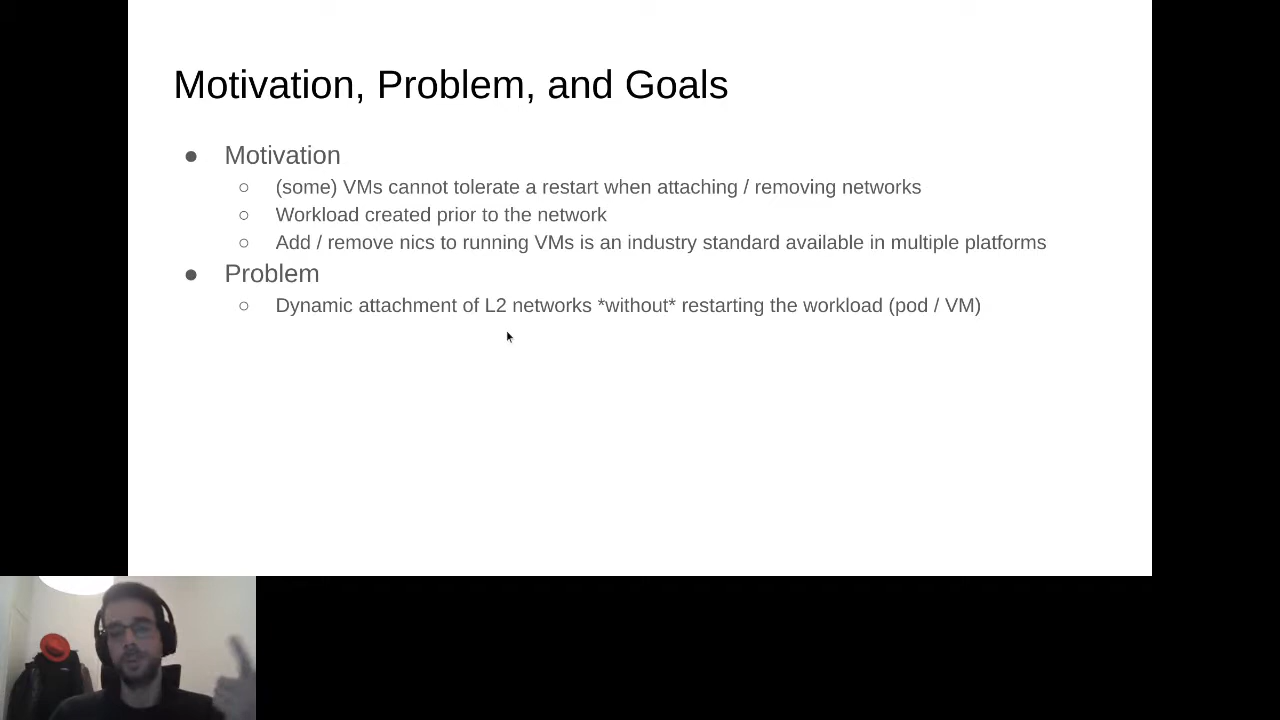 Motivation, Problem, and Goals
● Motivation
○ (some) VMs cannot tolerate a restart when attaching / removing networks
○ Workload created prior to the network
○ Add / remove nics to running VMs is an industry standard available in multiple platforms
● Problem
○ Dynamic attachment of L2 networks *without* restarting the workload (pod / VM)